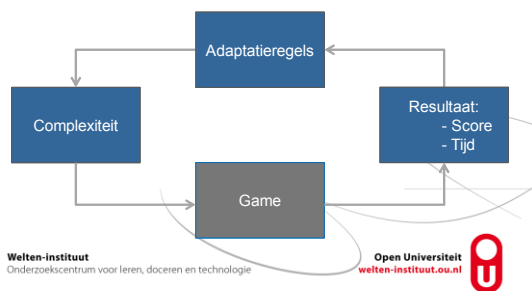 Adaptatieregels
Complexiteit
Resultaat:
- Score
- Tijd
Game
Welten-instituut
Onderzoekscentrum voor leren, doceren en technologie
Open Universiteit
welten-instituut.ou.nl